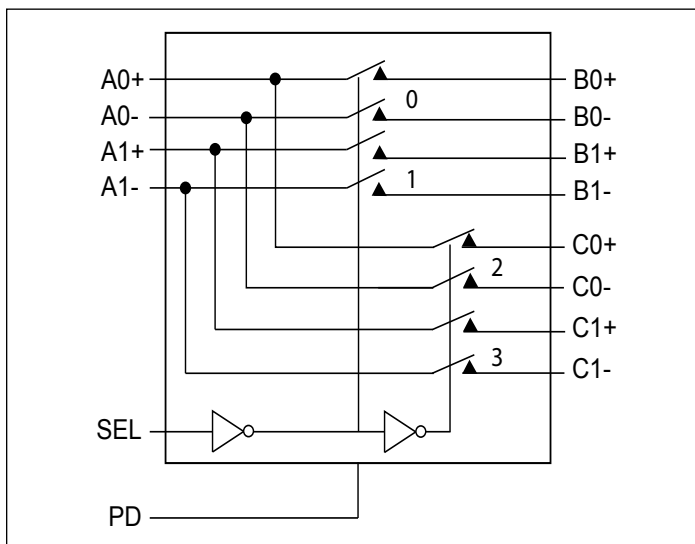 A0+ B0+
A0- 0 B0-
A1+ B1+
A1- 1 B1-
C0+
2 C0-
C1+
3 C1-
SEL
PD